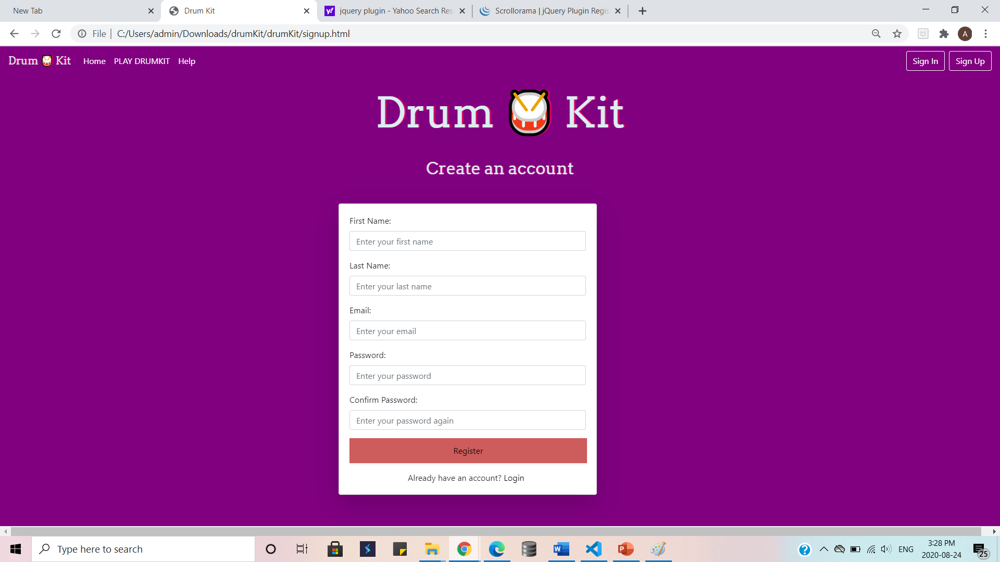 New Tab
Drum Kit
jquery plugin - Yahoo Search Res
Scrollorama | jQuery Plugin Regis
File
C:/Users/admin/Downloads/drumKit/drumKit/signup.html
A
Drum Kit
Home
PLAY DRUMKIT
Help
Sign In
Sign Up
Drum Kit
Create an account
First Name:
Enter your first name
Last Name:
Enter your last name
Email:
Enter your email
Password:
Enter your password
Confirm Password:
Enter your password again
Register
Already have an account? Login
Type here to search
ENG
3:28 PM
2020-08-24
25